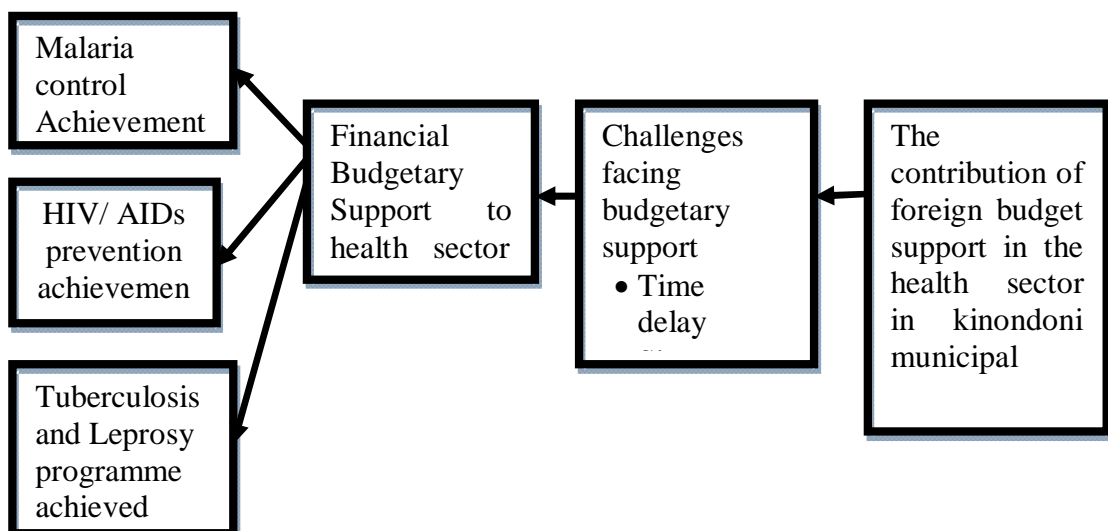 Malaria
control
Achievement
HIV/ AIDs
prevention
achievemen
Tuberculosis
and Leprosy
programme
achieved
Financial
Budgetary
Support to
health sector
Challenges
facing
budgetary
support
• Time
delay
The
contribution of
foreign budget
support in the
health sector
in kinondoni
municipal